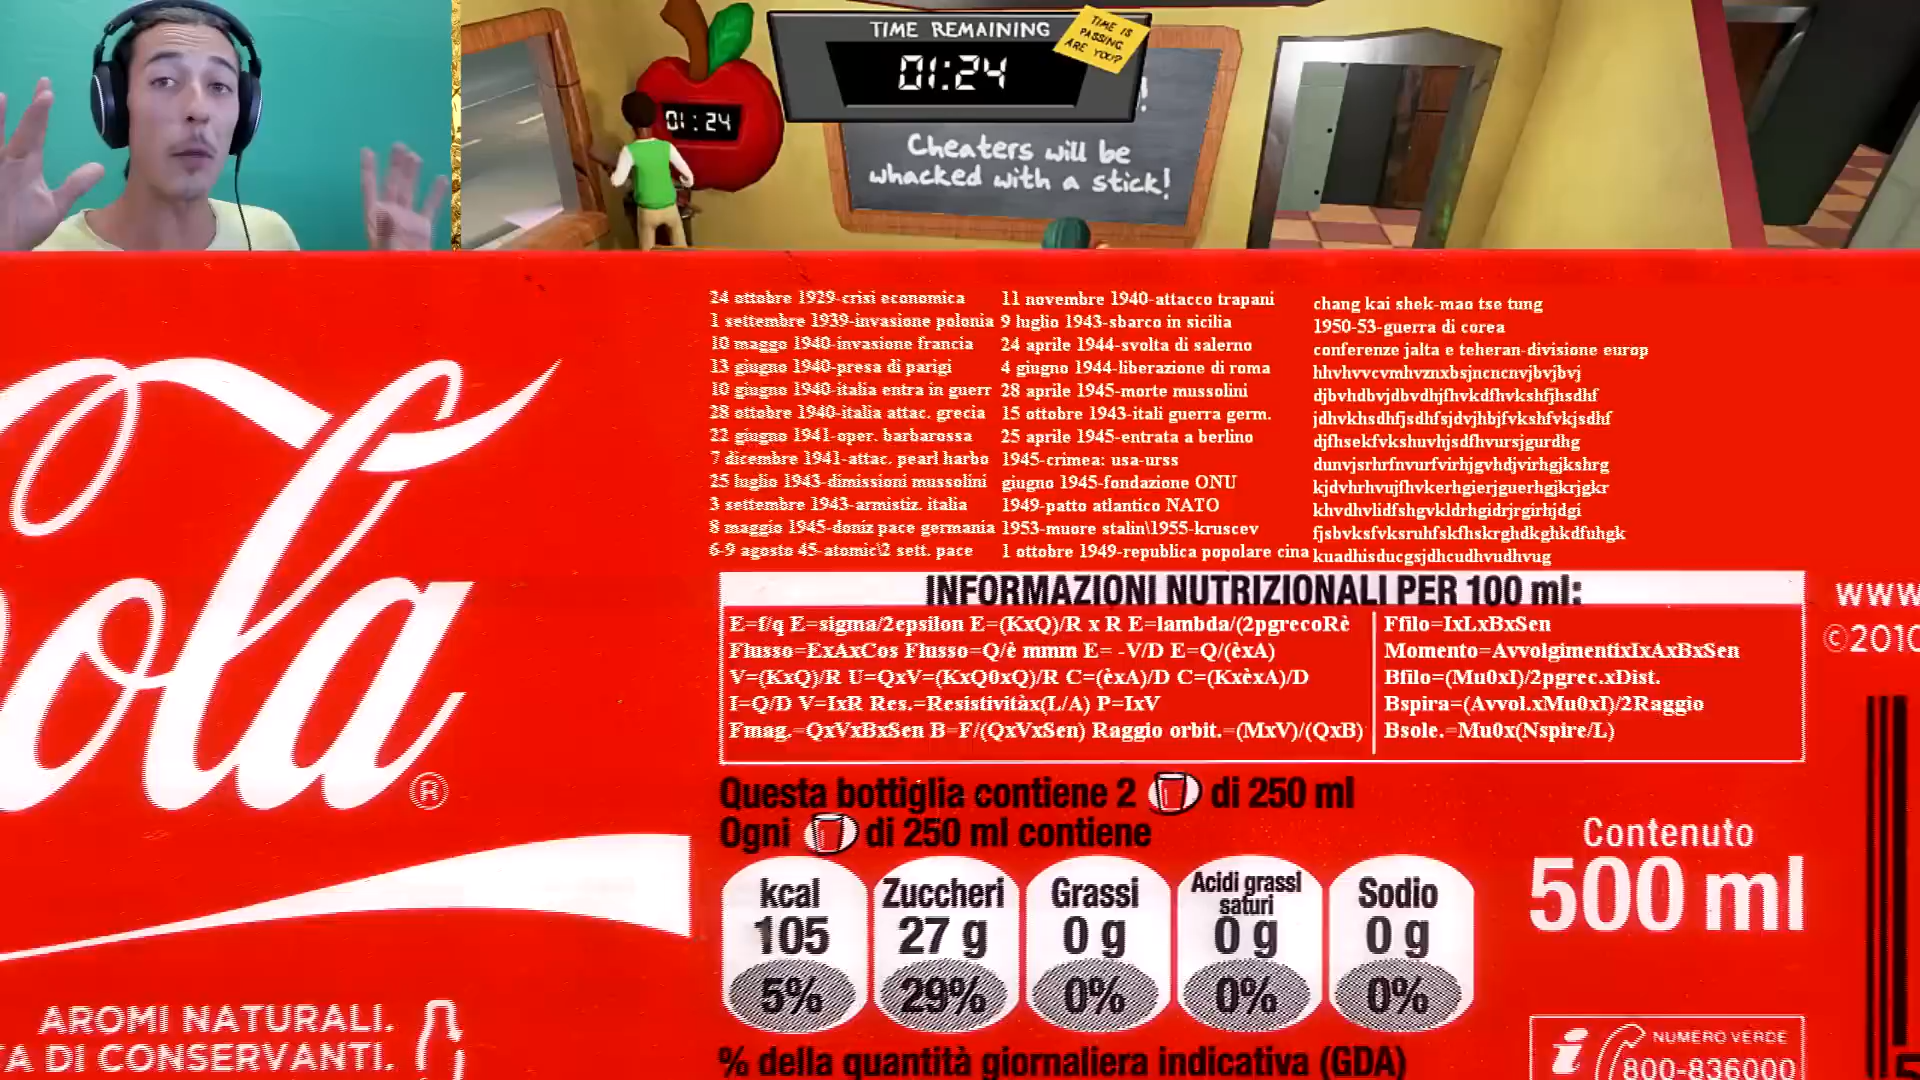 TIME REMAINING
01:24
TIME IS
PASSING
ARE YOU?
01:24
Cheaters will be
whacked with a stick!
24 ottobre 1929-crisi economica
1 settembre 1939-invasione polonia
10 maggo 1940-invasione francia
13 giugno 1940-presa di parigi
10 giugno 1940-italia entra in guerr
28 ottobre 1940-italia attac. grecia
22 giugno 1941-oper. barbarossa
7 dicembre 1941-attac. pearl harbo
25 luglio 1943-dimissioni mussolini
3 settembre 1943-armistiz. italia
8 maggio 1945-doniz pace germania
6-9 agosto 45-atomic\2 sett. pace
11 novembre 1940-attacco trapani
9 luglio 1943-sbarco in sicilia
24 aprile 1944-svolta di salerno
4 giugno 1944-liberazione di roma
28 aprile 1945-morte mussolini
15 ottobre 1943-itali guerra germ.
25 aprile 1945-entrata a berlino
1945-crimea: usa-urss
giugno 1945-fondazione ONU
1949-patto atlantico NATO
1953-muore stalin\1955-kruscev
1 ottobre 1949-republica popolare cina
chang kai shek-mao tse tung
1950-53-guerra di corea
conferenze jalta e teheran-divisione europ
hhvhvvcvmhvznxbsjncncnvjbvjbvj
djbvhdbvjdbvdhjfhvkdfhvkshfjhsdhf
jdhvkhsdhfjsdhfsjdvjhbjfvkshfvkjsdhf
djfhsekfvkshuvhjsdfhvursjgurdhg
dunvjsrhrfnvurfvirhjgvhdjvirhgjkshrg
kjdvhrhvujfhvkerhgierjguerhgjkrjgkr
khvdhvlidfshgvkldrhgidrjrgirhjdgi
fjsbvksfvksruhfskfhskrghdkghkdfuhgk
kuadhisducgsjdhcudhvudhvug
INFORMAZIONI NUTRIZIONALI PER 100 ml:
E=f/q E=sigma/2epsilon E=(KxQ)/R x R E=lambda/(2pgrecoRè
Flusso=ExAxCos Flusso=Q/è mmm E= -V/D E=Q/(èxA)
V=(KxQ)/R U=QxV=(KxQ0xQ)/R C=(èxA)/D C=(KxèxA)/D
I=Q/D V=IxR Res.=Resistivitàx(L/A) P=IxV
Fmag.=QxVxBxSen B=F/(QxVxSen) Raggio orbit.=(MxV)/(QxB)
Ffilo=IxLxBxSen
Momento=AvvolgimentixIxAxBxSen
Bfilo=(Mu0xI)/2pgrec.xDist.
Bspira=(Avvol.xMu0xI)/2Raggio
Bsole.=Mu0x(Nspire/L)
www
©2010
ola
®
Questa bottiglia contiene 2 di 250 ml
Ogni di 250 ml contiene
kcal
105
5%
Zuccheri
27 g
29%
Grassi
0 g
0%
Acidi grassi
saturi
0 g
0%
Sodio
0 g
0%
% della quantità giornaliera indicativa (GDA)
Contenuto
500 ml
AROMI NATURALI.
A DI CONSERVANTI.
i
NUMERO VERDE
800-836000
5